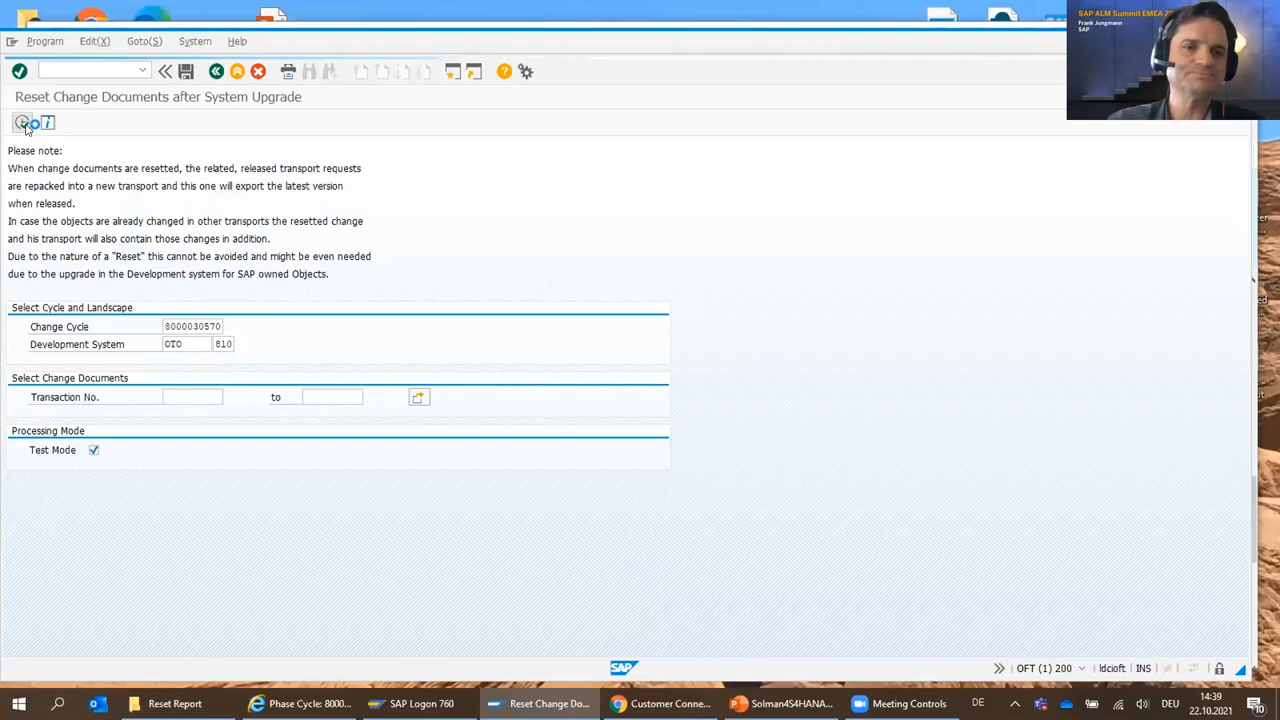 SAP ALM Summit EMEA 2
Frank Jungmann
SAP
Program
Edit(X)
Goto(S)
System
Help
Reset Change Documents after System Upgrade
Please note:
When change documents are resetted, the related, released transport requests
are repacked into a new transport and this one will export the latest version
when released.
In case the objects are already changed in other transports the resetted change
and his transport will also contain those changes in addition.
Due to the nature of a "Reset" this cannot be avoided and might be even needed
due to the upgrade in the Development system for SAP owned Objects.
Select Cycle and Landscape
Change Cycle 8000030570
Development System OTO 810
Select Change Documents
Transaction No. to
Processing Mode
Test Mode
SAP
OFT (1) 200 ldcioft INS
Reset Report
Phase Cycle: 8000...
SAP Logon 760
Reset Change Do...
Customer Conne...
Solman4S4HANA...
Meeting Controls
DE
DEU
14:39
22.10.2021
10